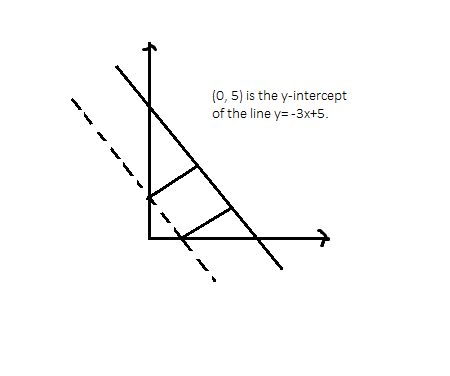 (0, 5) is the y-intercept
of the line y= -3x+5.